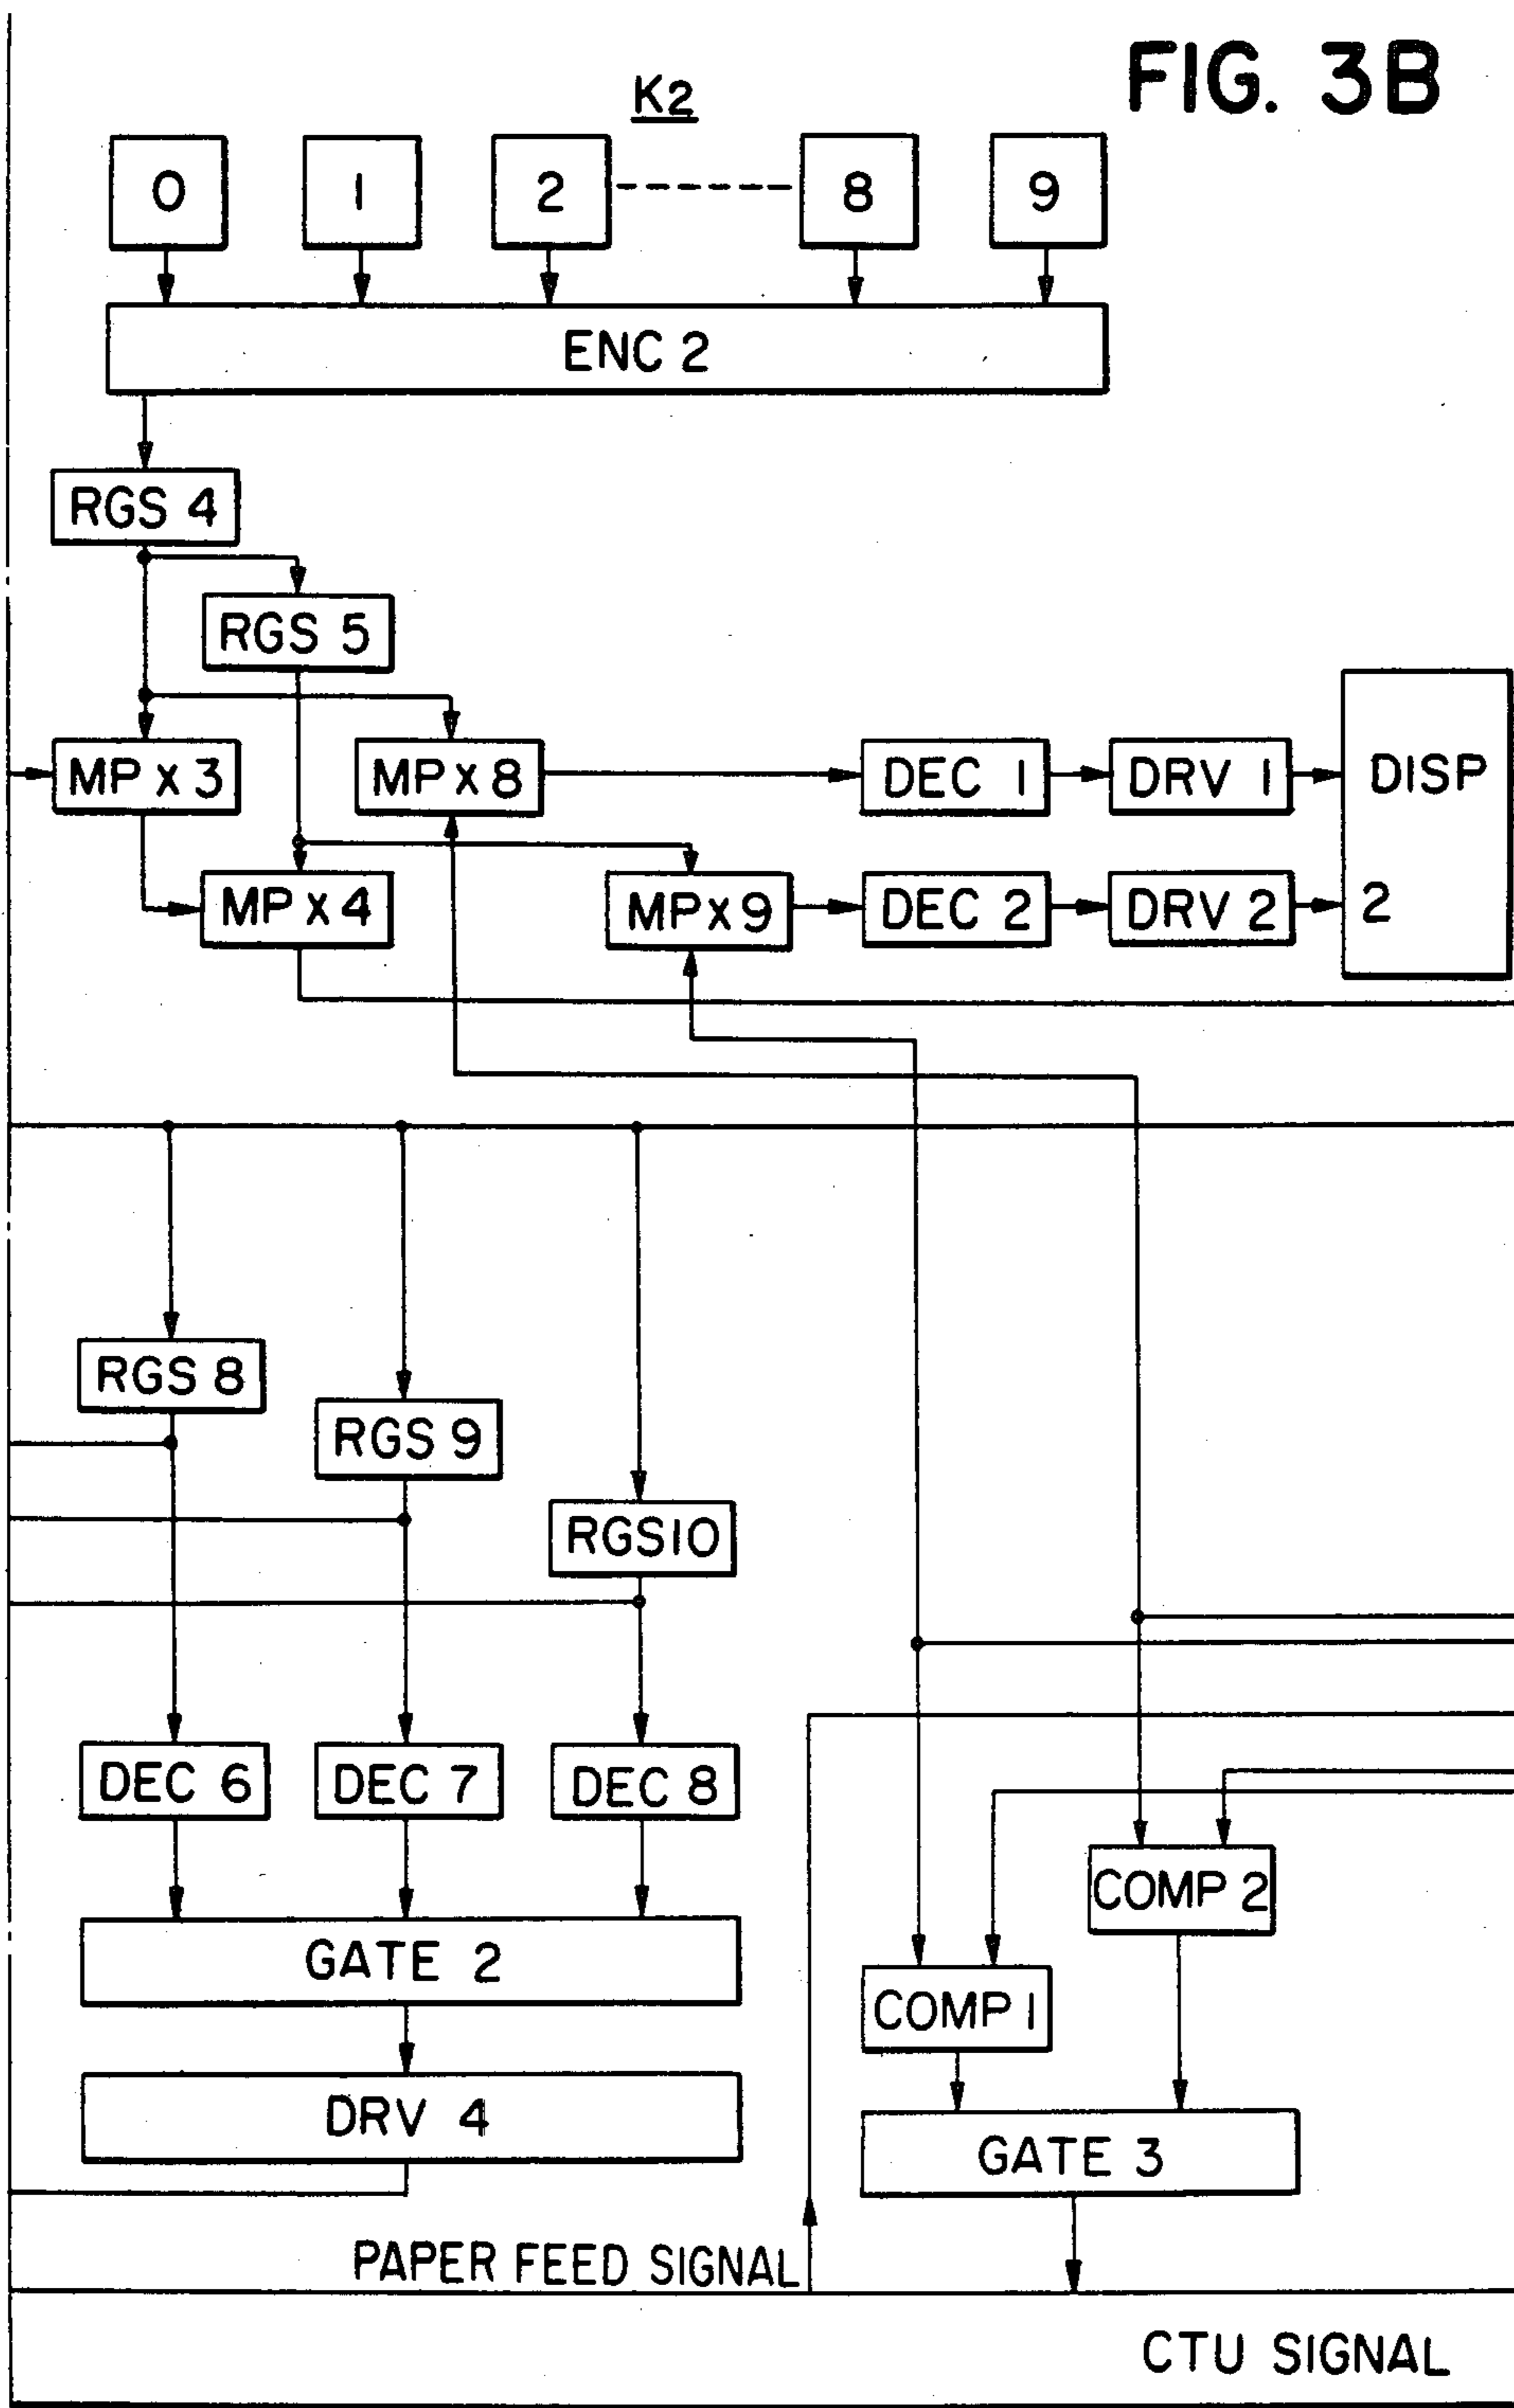 FIG. 3B
K2
0 1 2 8 9
ENC 2
RGS 4
RGS 5
MPX3 MPX8 DEC 1 DRV 1 DISP
MPX4 MPX9 DEC 2 DRV 2 2
RGS 8
RGS 9
RGS10
DEC 6 DEC 7 DEC 8
COMP 2
GATE 2
COMP 1
DRV 4
GATE 3
PAPER FEED SIGNAL
CTU SIGNAL